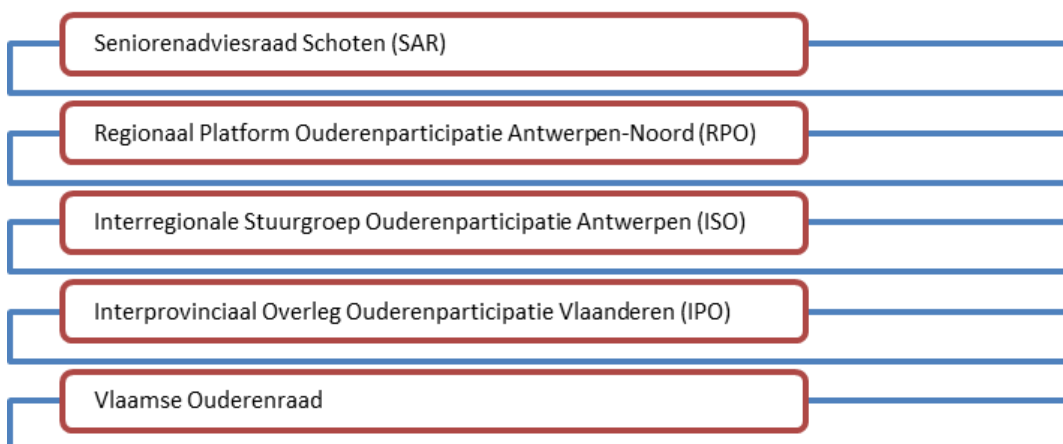 Seniorenadviesraad Schoten (SAR)
Regionaal Platform Ouderenparticipatie Antwerpen-Noord (RPO)
Interregionale Stuurgroep Ouderenparticipatie Antwerpen (ISO)
Interprovinciaal Overleg Ouderenparticipatie Vlaanderen (IPO)
Vlaamse Ouderenraad